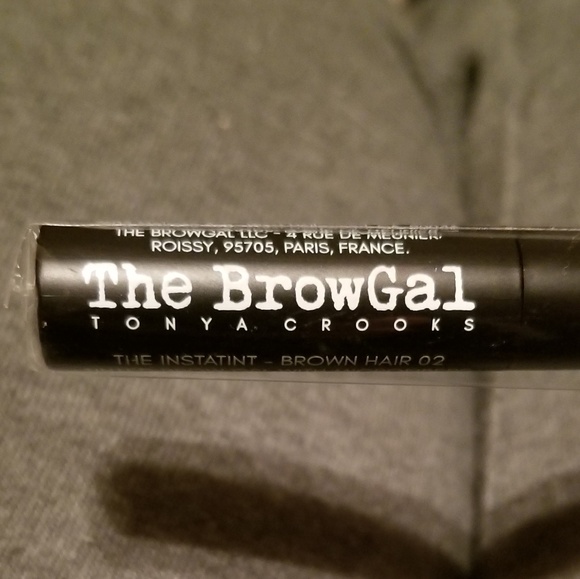 THE BROWGAL LLC - 4 RUE DE MEUNIER,
ROISSY, 95705, PARIS, FRANCE.
The BrowGal
TONYA CROOKS
THE INSTATINT - BROWN HAIR 02